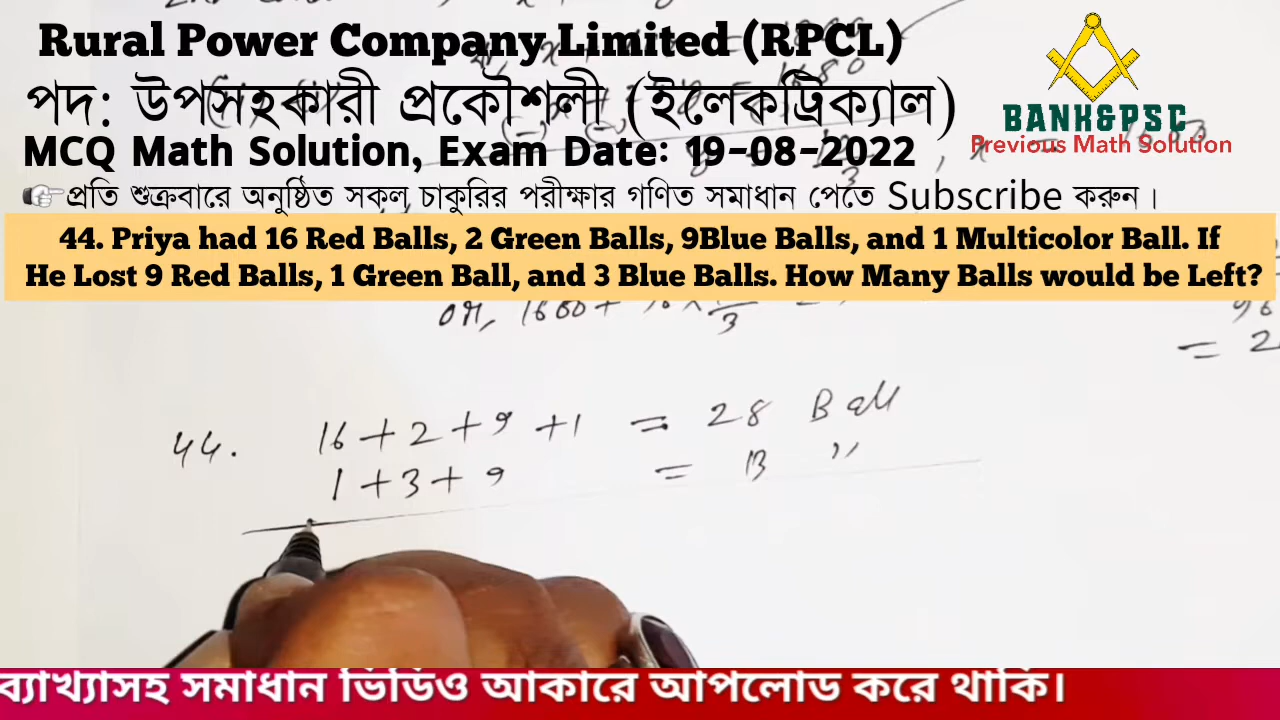 Rural Power Company Limited (RPCL)
পদ: উপসহকারী প্রকৌশলী (ইলেকট্রিক্যাল)
MCQ Math Solution, Exam Date: 19-08-2022
BANK&PSC
Previous Math Solution
👉প্রতি শুক্রবারে অনুষ্ঠিত সকল চাকুরির পরীক্ষার গণিত সমাধান পেতে Subscribe করুন।
44. Priya had 16 Red Balls, 2 Green Balls, 9Blue Balls, and 1 Multicolor Ball. If
He Lost 9 Red Balls, 1 Green Ball, and 3 Blue Balls. How Many Balls would be Left?
44. 16+2+9+1 = 28 Ball
1+3+9 = 13 "
ব্যাখ্যাসহ সমাধান ভিডিও আকারে আপলোড করে থাকি।